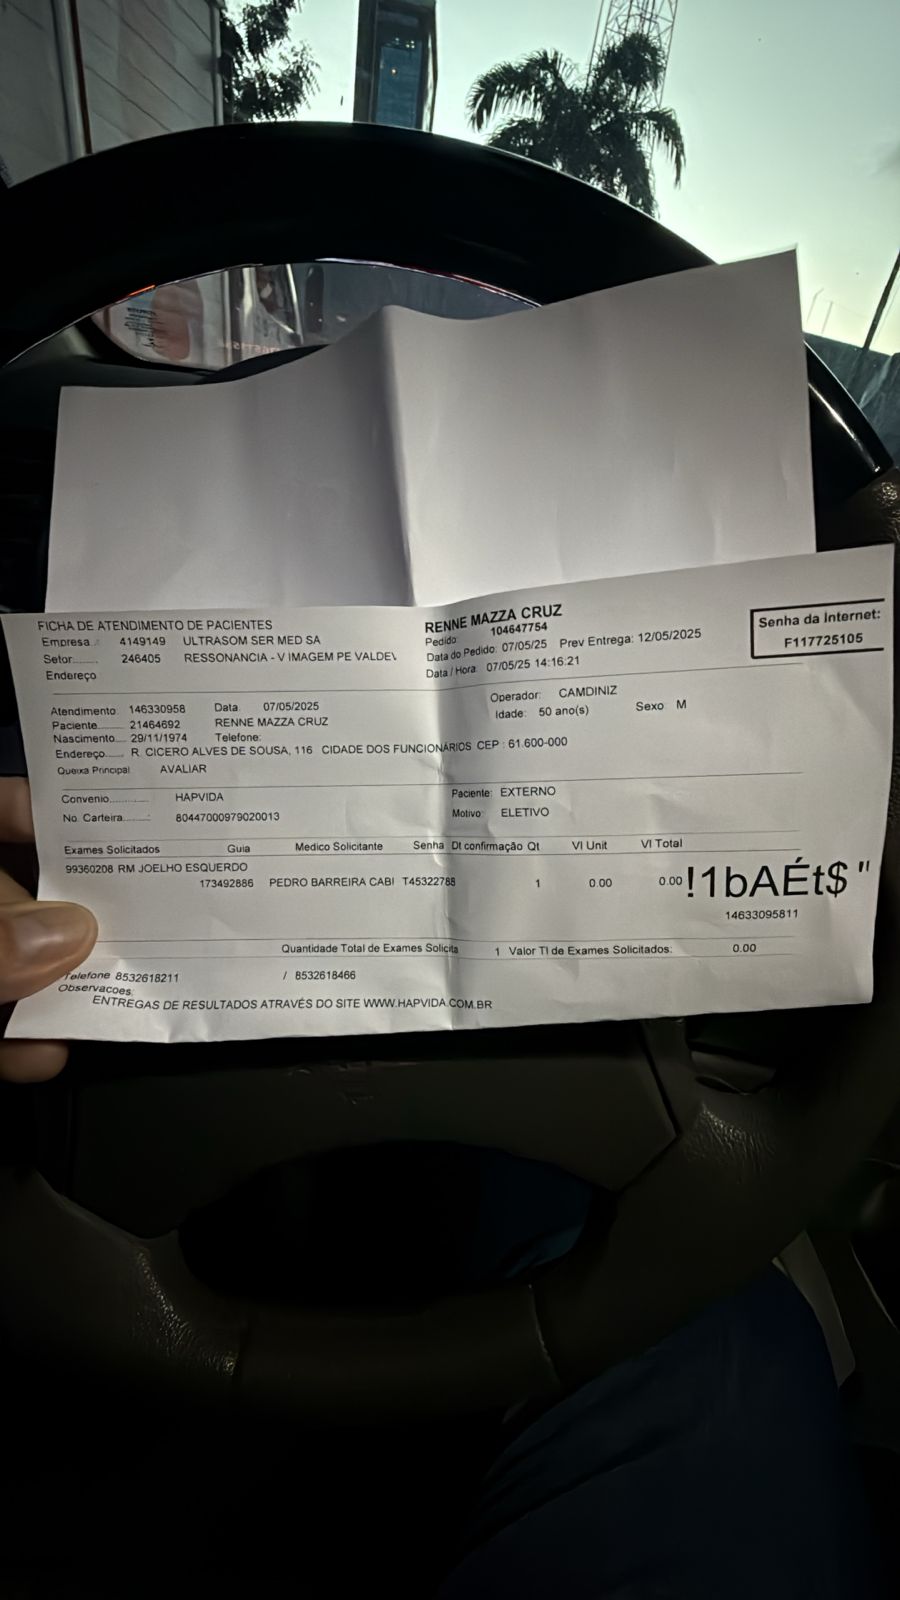 FICHA DE ATENDIMENTO DE PACIENTES
Empresa.: 4149149 ULTRASOM SER MED SA
Setor....... 246405 RESSONANCIA - V IMAGEM PE VALDEV
Endereço
RENNE MAZZA CRUZ
Pedido: 104647754
Data do Pedido: 07/05/25 Prev Entrega: 12/05/2025
Data / Hora: 07/05/25 14:16:21
Senha da Internet:
F117725105
Operador: CAMDINIZ
Atendimento: 146330958 Data: 07/05/2025 Idade: 50 ano(s) Sexo M
Paciente........ 21464692 RENNE MAZZA CRUZ
Nascimento.... 29/11/1974 Telefone:
Endereço....... R. CICERO ALVES DE SOUSA, 116 CIDADE DOS FUNCIONÁRIOS CEP : 61.600-000
Queixa Principal AVALIAR
Convenio............: HAPVIDA Paciente: EXTERNO
No. Carteira........: 80447000979020013 Motivo: ELETIVO
Exames Solicitados Guia Medico Solicitante Senha Dt confirmação Qt Vl Unit Vl Total
99360208 RM JOELHO ESQUERDO
173492886 PEDRO BARREIRA CABI T45322788 1 0.00 0.00 !1bAÉt$ "
14633095811
Quantidade Total de Exames Solicita 1 Valor Tl de Exames Solicitados: 0.00
Telefone 8532618211 / 8532618466
Observacoes:
ENTREGAS DE RESULTADOS ATRAVÉS DO SITE WWW.HAPVIDA.COM.BR